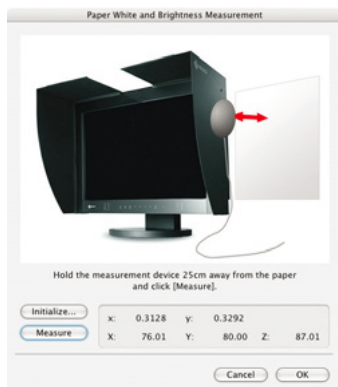 Paper White and Brightness Measurement
Hold the measurement device 25cm away from the paper
and click [Measure].
Initialize...
x: 0.3128 y: 0.3292
Measure
X: 76.01 Y: 80.00 Z: 87.01
Cancel OK